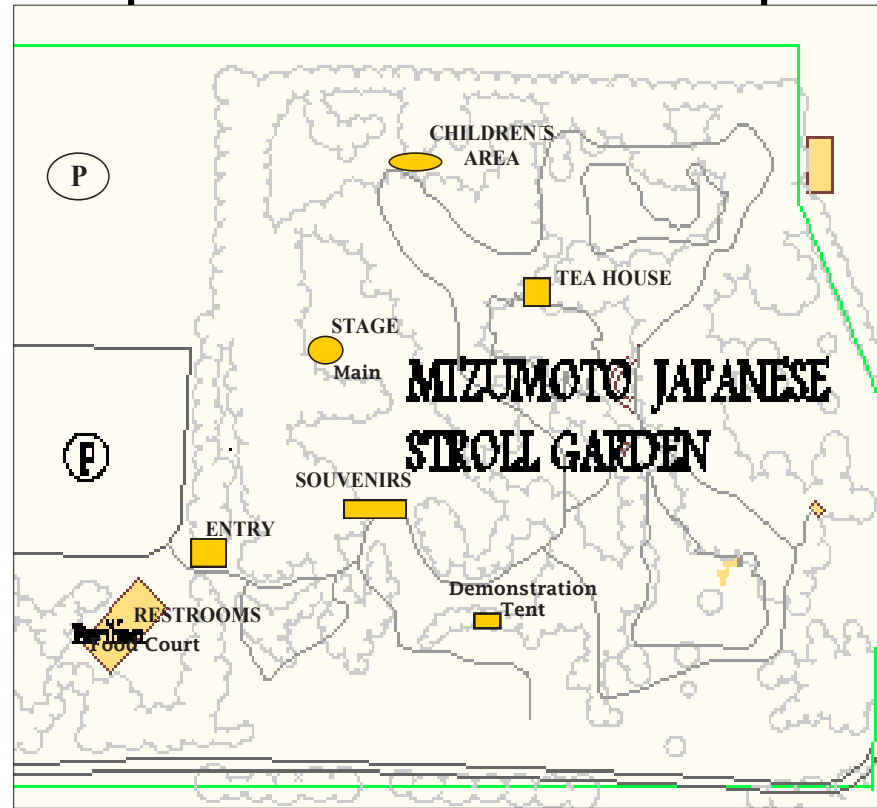 CHILDREN'S
AREA
P
TEA HOUSE
STAGE
Main
MIZUMOTO JAPANESE
STROLL GARDEN
P
SOUVENIRS
ENTRY
Demonstration
Tent
RESTROOMS
Food Court